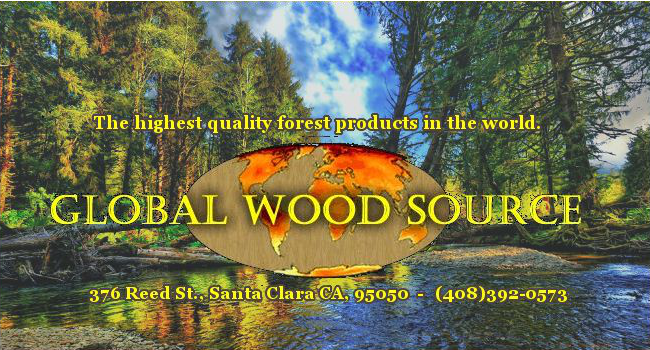 The highest quality forest products in the world.
GLOBAL WOOD SOURCE
376 Reed St., Santa Clara CA, 95050 - (408)392-0573